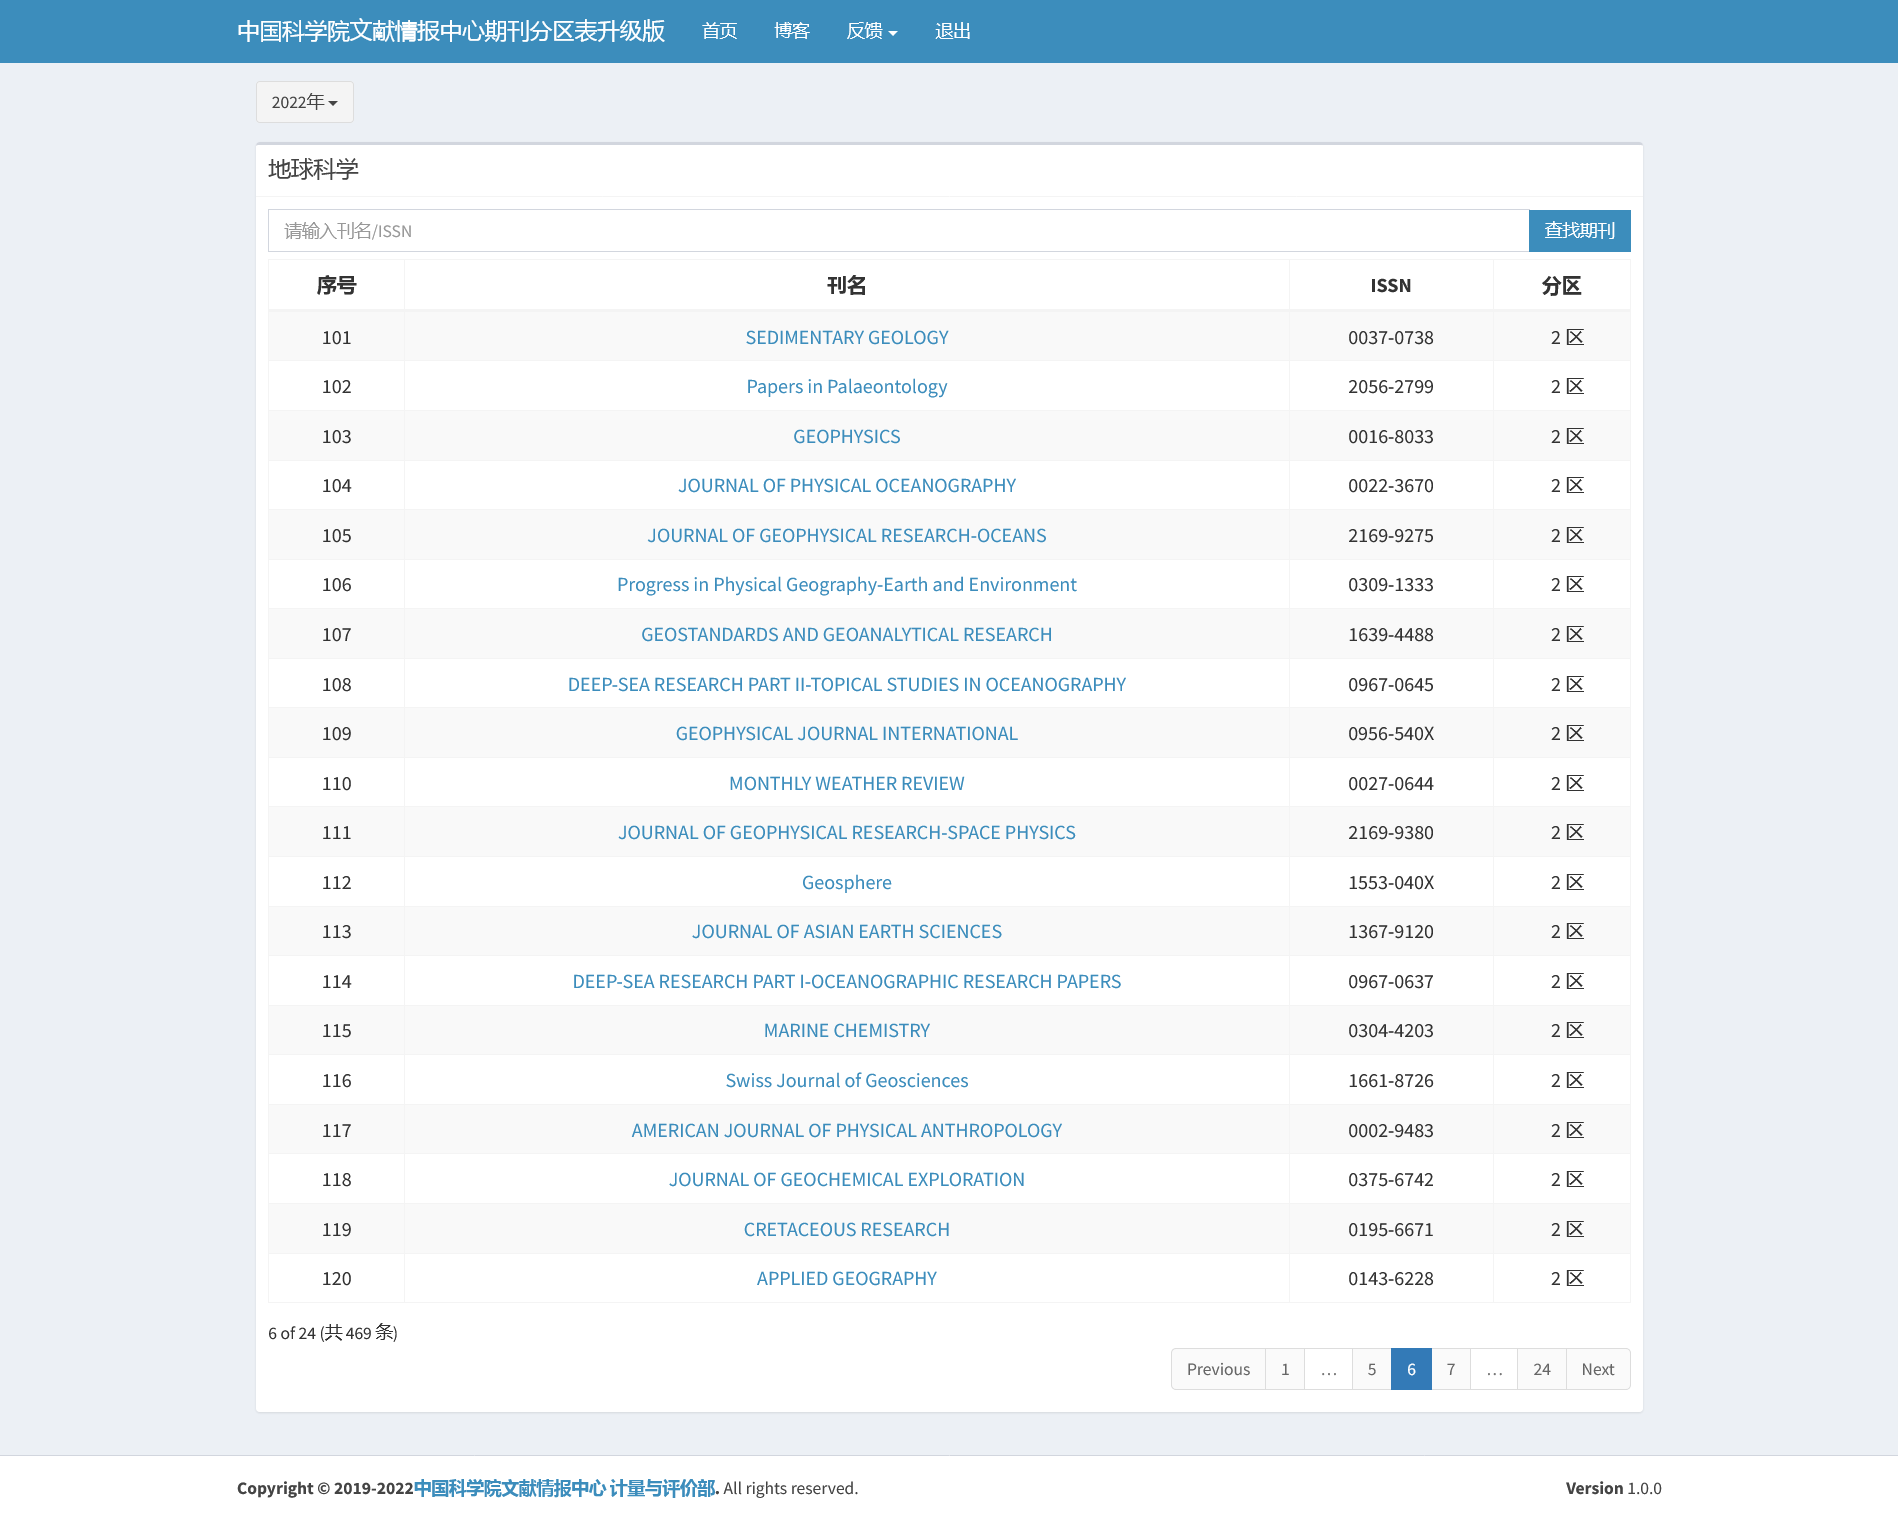 中国科学院文献情报中心期刊分区表升级版 首页 博客 反馈 退出
2022年
地球科学
请输入刊名/ISSN 查找期刊
序号 刊名 ISSN 分区
101 SEDIMENTARY GEOLOGY 0037-0738 2 区
102 Papers in Palaeontology 2056-2799 2 区
103 GEOPHYSICS 0016-8033 2 区
104 JOURNAL OF PHYSICAL OCEANOGRAPHY 0022-3670 2 区
105 JOURNAL OF GEOPHYSICAL RESEARCH-OCEANS 2169-9275 2 区
106 Progress in Physical Geography-Earth and Environment 0309-1333 2 区
107 GEOSTANDARDS AND GEOANALYTICAL RESEARCH 1639-4488 2 区
108 DEEP-SEA RESEARCH PART II-TOPICAL STUDIES IN OCEANOGRAPHY 0967-0645 2 区
109 GEOPHYSICAL JOURNAL INTERNATIONAL 0956-540X 2 区
110 MONTHLY WEATHER REVIEW 0027-0644 2 区
111 JOURNAL OF GEOPHYSICAL RESEARCH-SPACE PHYSICS 2169-9380 2 区
112 Geosphere 1553-040X 2 区
113 JOURNAL OF ASIAN EARTH SCIENCES 1367-9120 2 区
114 DEEP-SEA RESEARCH PART I-OCEANOGRAPHIC RESEARCH PAPERS 0967-0637 2 区
115 MARINE CHEMISTRY 0304-4203 2 区
116 Swiss Journal of Geosciences 1661-8726 2 区
117 AMERICAN JOURNAL OF PHYSICAL ANTHROPOLOGY 0002-9483 2 区
118 JOURNAL OF GEOCHEMICAL EXPLORATION 0375-6742 2 区
119 CRETACEOUS RESEARCH 0195-6671 2 区
120 APPLIED GEOGRAPHY 0143-6228 2 区
6 of 24 (共 469 条)
Previous 1 … 5 6 7 … 24 Next
Copyright © 2019-2022中国科学院文献情报中心 计量与评价部. All rights reserved. Version 1.0.0